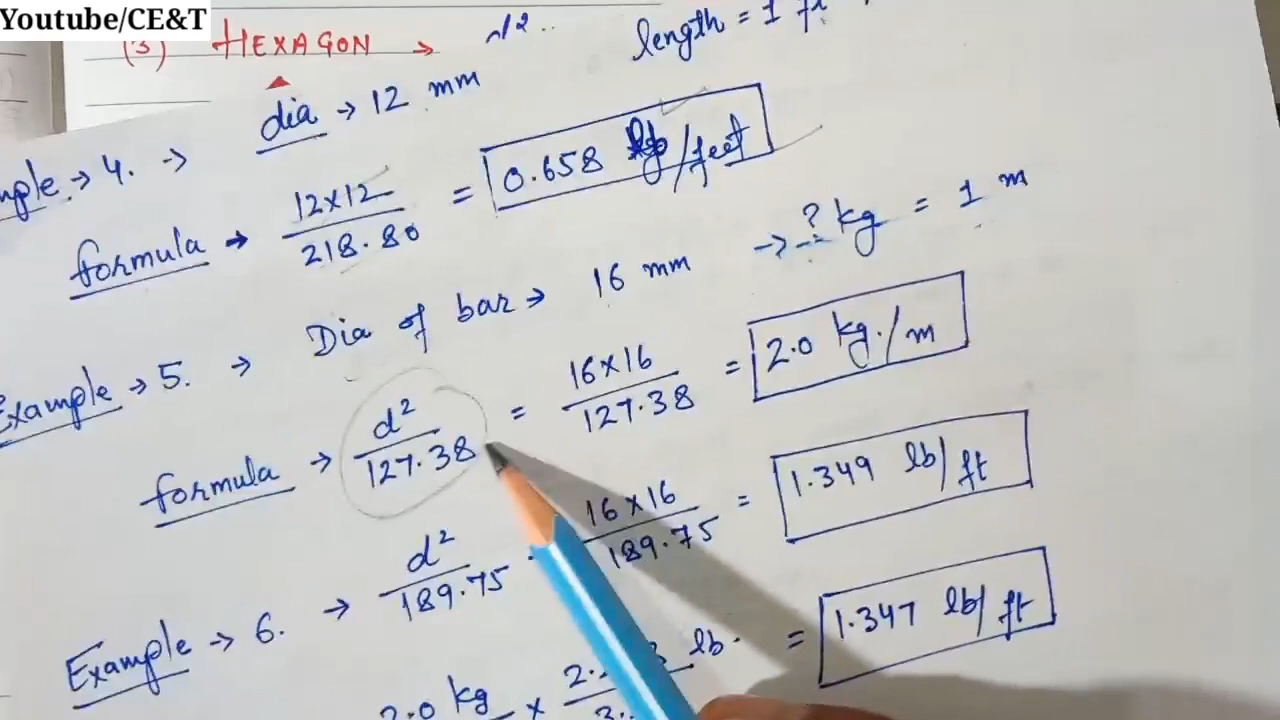 Youtube/CE&T
(3) HEXAGON →
length = 1 ft
dia → 12 mm
→ 4. →
formula → 12×12 / 218.80 = 0.658 /feet
Example → 5. → Dia of bar → 16 mm → ? kg = 1 m
formula → d² / 127.38 = 16×16 / 127.38 = 2.0 kg./m
Example → 6. → d² / 189.75 16×16 / 189.75 = 1.349 lb/ft
2.0 kg × lb. = 1.347 lb/ft